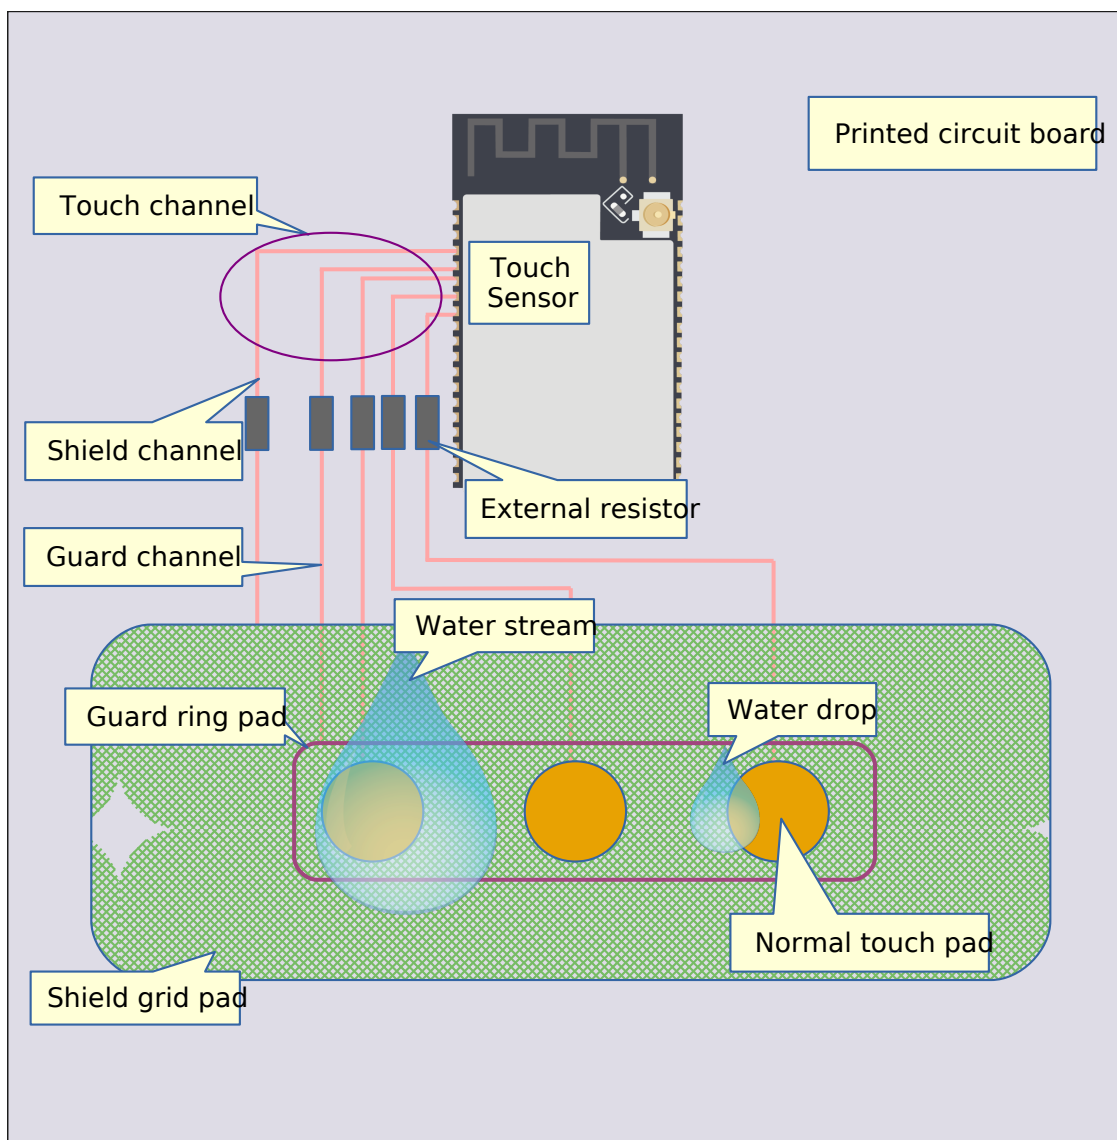 Printed circuit board
Touch channel
Touch
Sensor
Shield channel
External resistor
Guard channel
Water stream
Guard ring pad
Water drop
Normal touch pad
Shield grid pad